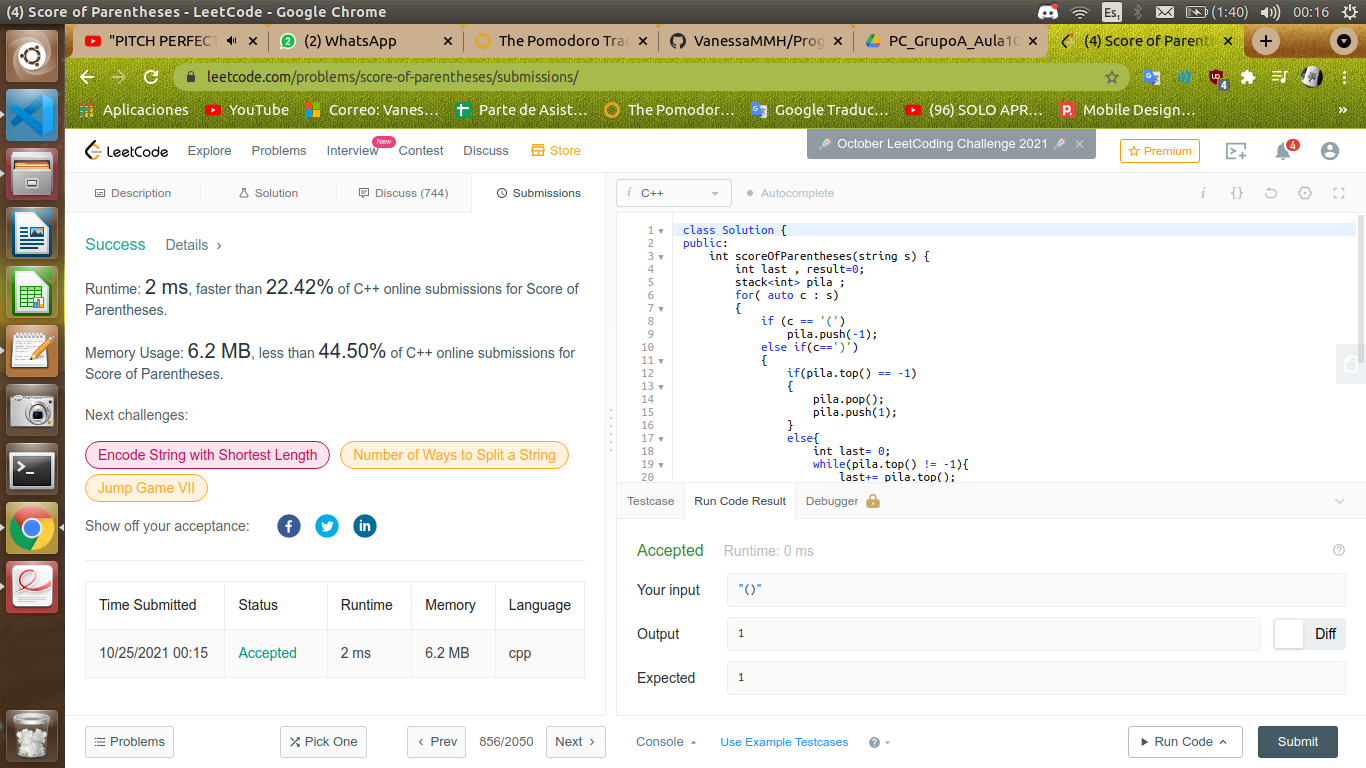 (4) Score of Parentheses - LeetCode - Google Chrome
Es1 (1:40) 00:16
"PITCH PERFECT
(2) WhatsApp
The Pomodoro Trac
VanessaMMH/Prog
PC_GrupoA_Aula10
(4) Score of Parent
leetcode.com/problems/score-of-parentheses/submissions/
4
Aplicaciones YouTube Correo: Vanes... Parte de Asist... The Pomodor... Google Traduc... (96) SOLO APR... Mobile Design... »
LeetCode Explore Problems Interview New Contest Discuss Store October LeetCoding Challenge 2021 × Premium 4
Description Solution Discuss (744) Submissions
i C++ Autocomplete i {}
Success Details >
Runtime: 2 ms, faster than 22.42% of C++ online submissions for Score of
Parentheses.
Memory Usage: 6.2 MB, less than 44.50% of C++ online submissions for
Score of Parentheses.
Next challenges:
Encode String with Shortest Length Number of Ways to Split a String
Jump Game VII
Show off your acceptance:
Time Submitted Status Runtime Memory Language
10/25/2021 00:15 Accepted 2 ms 6.2 MB cpp
1 class Solution {
2 public:
3 int scoreOfParentheses(string s) {
4 int last , result=0;
5 stack<int> pila ;
6 for( auto c : s)
7 {
8 if (c == '(')
9 pila.push(-1);
10 else if(c==')')
11 {
12 if(pila.top() == -1)
13 {
14 pila.pop();
15 pila.push(1);
16 }
17 else{
18 int last= 0;
19 while(pila.top() != -1){
20 last+= pila.top();
Testcase Run Code Result Debugger
Accepted Runtime: 0 ms
Your input "()"
Output 1 Diff
Expected 1
Problems Pick One < Prev 856/2050 Next >
Console Use Example Testcases Run Code Submit